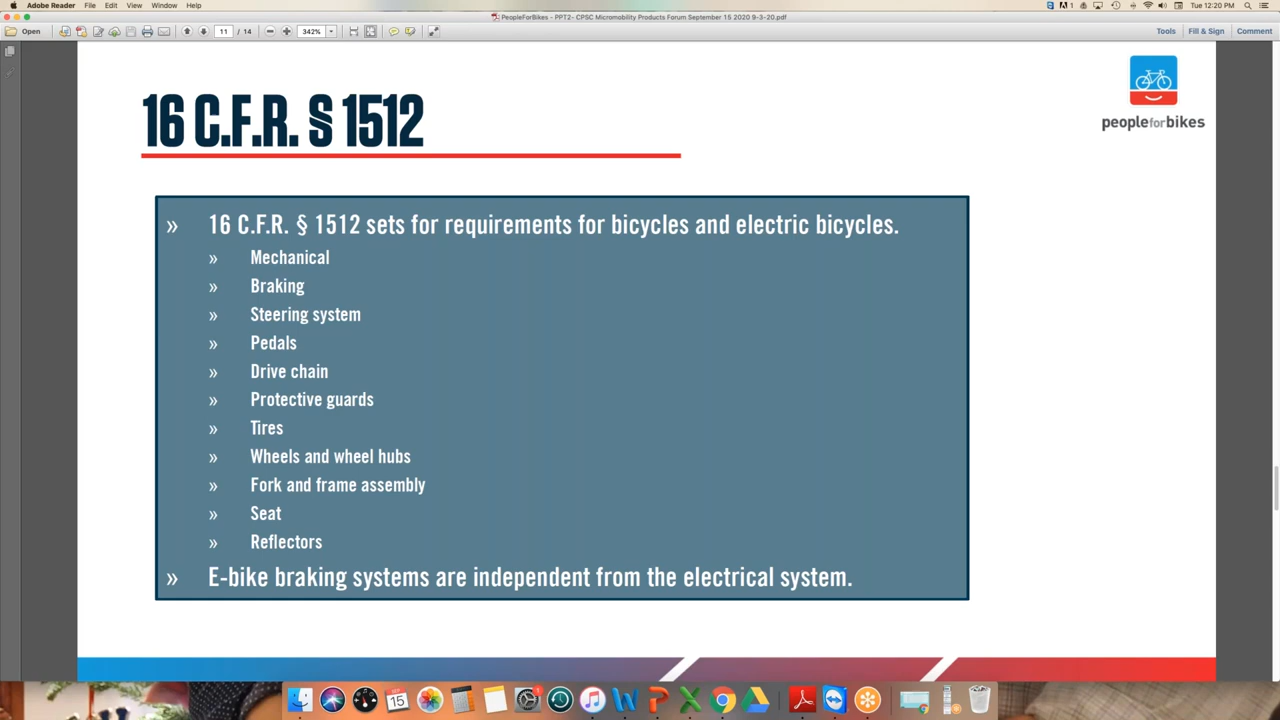 Adobe Reader File Edit View Window Help
Tue 12:20 PM
PeopleForBikes - PPT2- CPSC Micromobility Products Forum September 15 2020 9-3-20.pdf
Open 11 / 14 342% Tools Fill & Sign Comment
16 C.F.R. § 1512
peopleforbikes
» 16 C.F.R. § 1512 sets for requirements for bicycles and electric bicycles.
» Mechanical
» Braking
» Steering system
» Pedals
» Drive chain
» Protective guards
» Tires
» Wheels and wheel hubs
» Fork and frame assembly
» Seat
» Reflectors
» E-bike braking systems are independent from the electrical system.
SEP
15